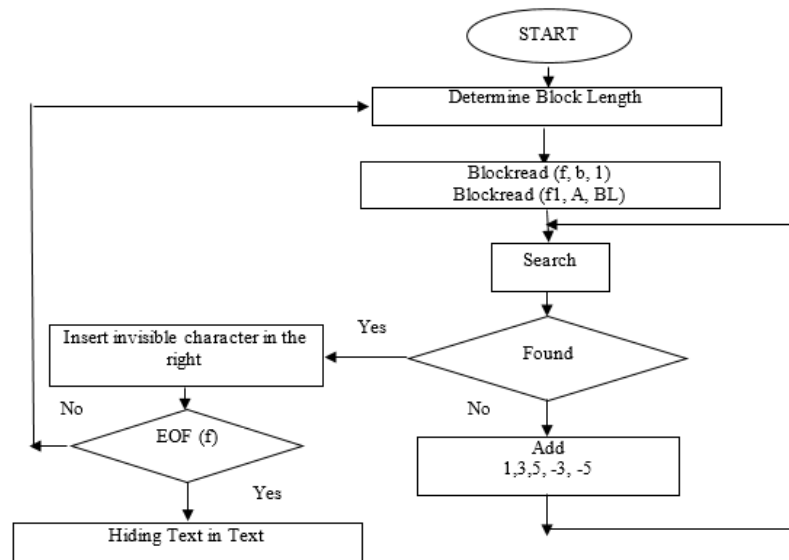 START
Determine Block Length
Blockread (f, b, 1)
Blockread (f1, A, BL)
Search
Yes
Insert invisible character in the
right
Found
No
No
EOF (f)
Add
1,3,5, -3, -5
Yes
Hiding Text in Text